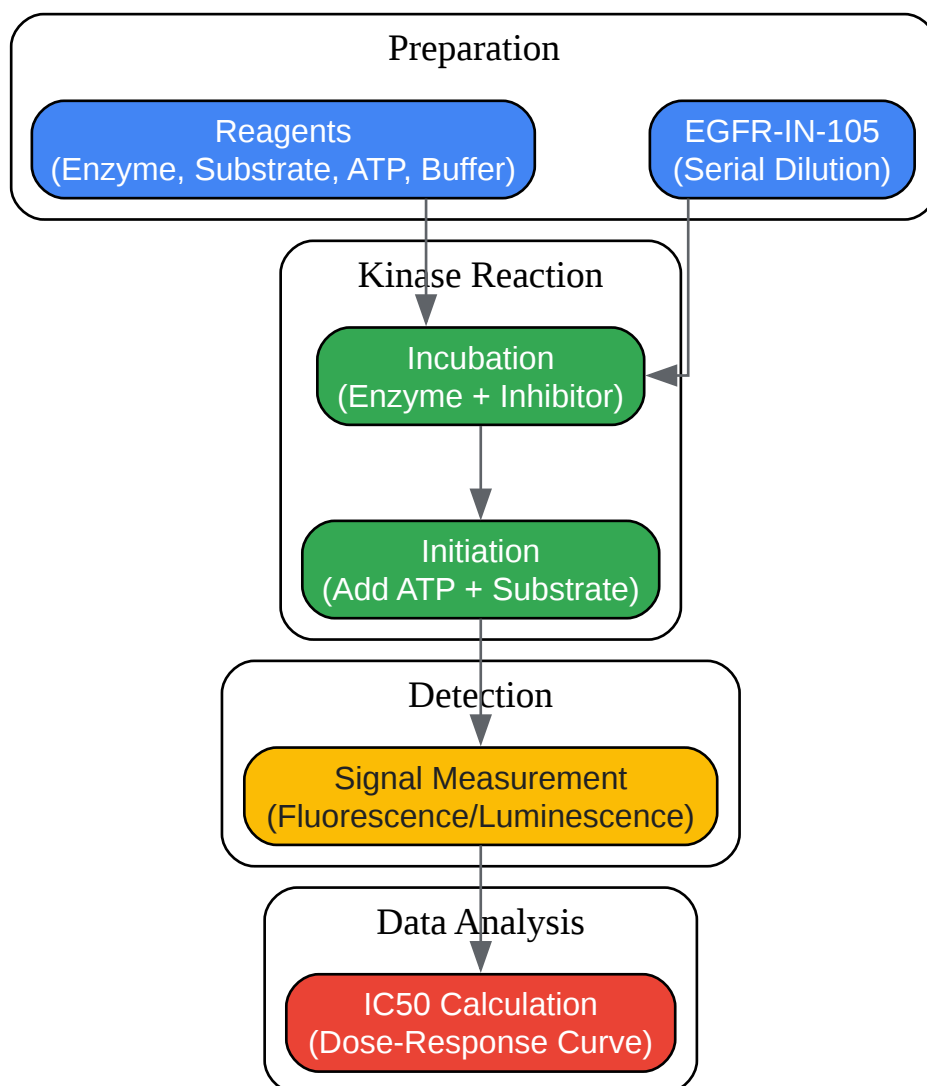 Preparation
Reagents
(Enzyme, Substrate, ATP, Buffer)
EGFR-IN-105
(Serial Dilution)
Kinase Reaction
Incubation
(Enzyme + Inhibitor)
Initiation
(Add ATP + Substrate)
Detection
Signal Measurement
(Fluorescence/Luminescence)
Data Analysis
IC50 Calculation
(Dose-Response Curve)